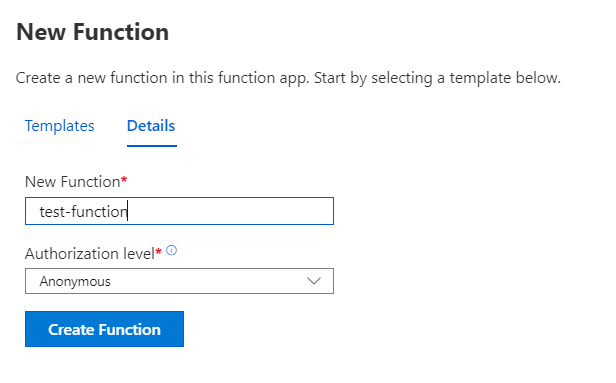 New Function
Create a new function in this function app. Start by selecting a template below.
Templates Details
New Function*
test-function
Authorization level*
Anonymous
Create Function